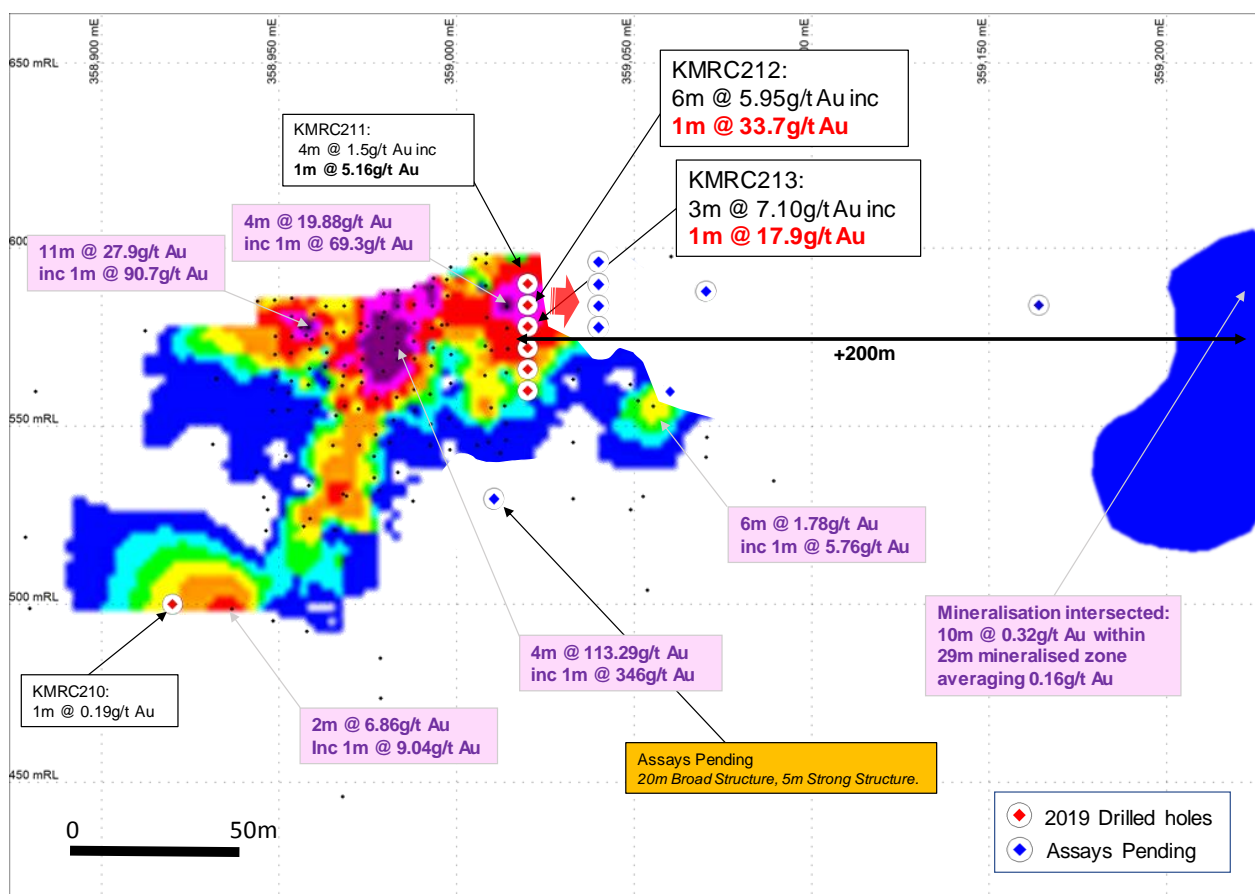 358,900 mE
358,950 mE
359,000 mE
359,050 mE
mE
359,150 mE
359,200 mE
650 mRL
600 mRL
550 mRL
500 mRL
450 mRL
KMRC212:
6m @ 5.95g/t Au inc
1m @ 33.7g/t Au
KMRC211:
4m @ 1.5g/t Au inc
1m @ 5.16g/t Au
KMRC213:
3m @ 7.10g/t Au inc
1m @ 17.9g/t Au
4m @ 19.88g/t Au
inc 1m @ 69.3g/t Au
11m @ 27.9g/t Au
inc 1m @ 90.7g/t Au
+200m
6m @ 1.78g/t Au
inc 1m @ 5.76g/t Au
Mineralisation intersected:
10m @ 0.32g/t Au within
29m mineralised zone
averaging 0.16g/t Au
4m @ 113.29g/t Au
inc 1m @ 346g/t Au
KMRC210:
1m @ 0.19g/t Au
2m @ 6.86g/t Au
Inc 1m @ 9.04g/t Au
Assays Pending
20m Broad Structure, 5m Strong Structure.
0 50m
2019 Drilled holes
Assays Pending